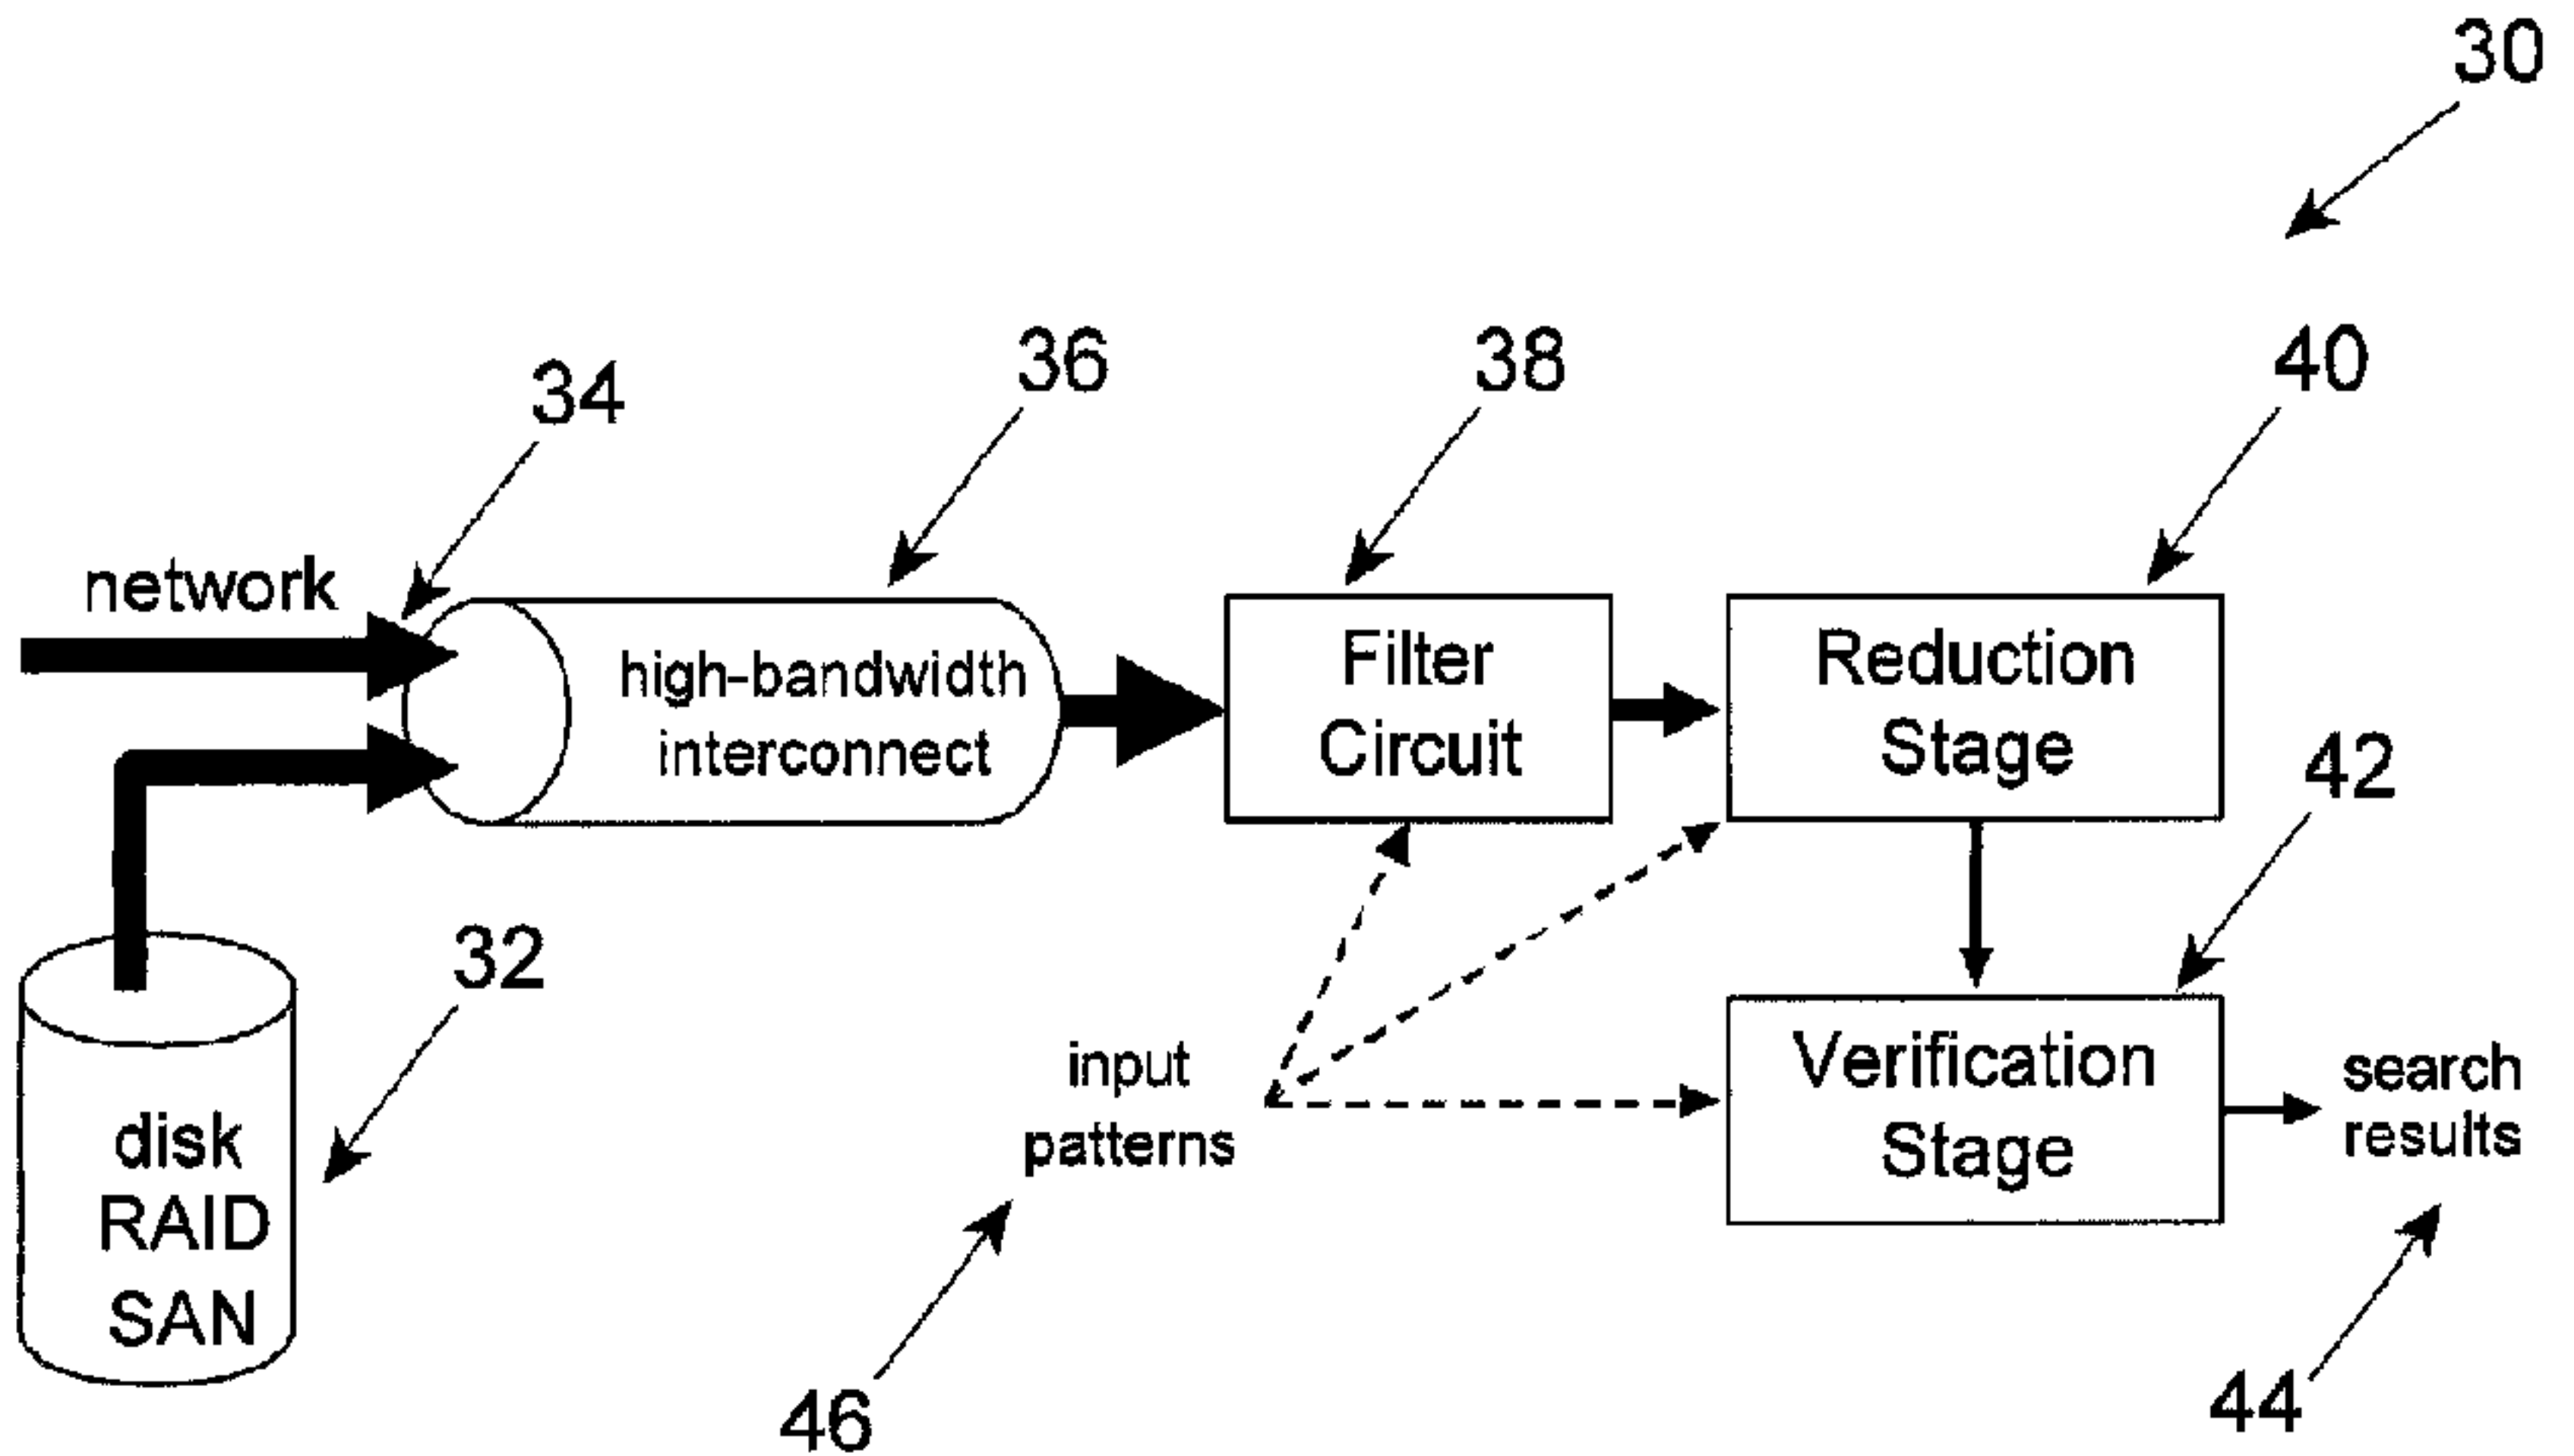 30
34
36
38
40
network
high-bandwidth
interconnect
Filter
Circuit
Reduction
Stage
42
32
disk
RAID
SAN
input
patterns
Verification
Stage
search
results
46
44